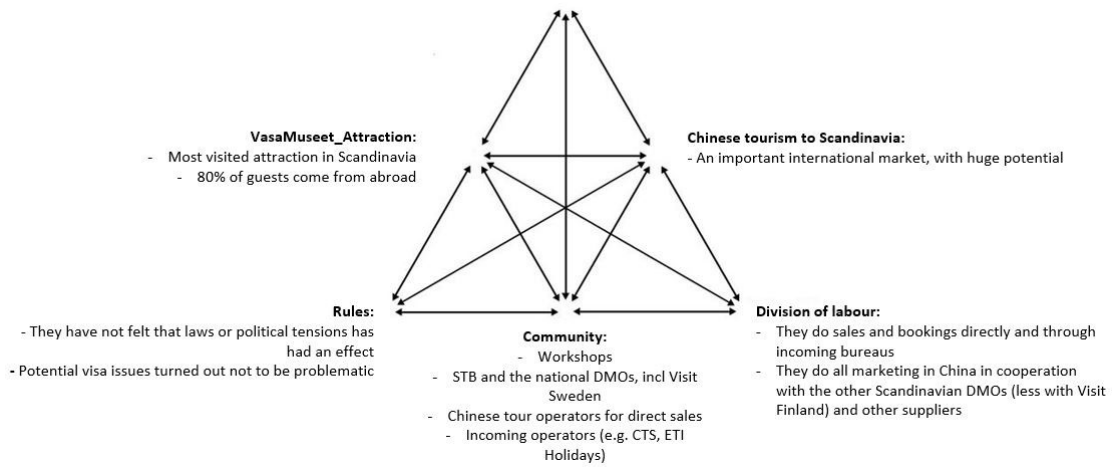 VasaMuseet_Attraction:
- Most visited attraction in Scandinavia
- 80% of guests come from abroad
Chinese tourism to Scandinavia:
- An important international market, with huge potential
Rules:
- They have not felt that laws or political tensions has
had an effect
- Potential visa issues turned out not to be problematic
Community:
- Workshops
- STB and the national DMOs, incl Visit
Sweden
- Chinese tour operators for direct sales
- Incoming operators (e.g. CTS, ETI
Holidays)
Division of labour:
- They do sales and bookings directly and through
incoming bureaus
- They do all marketing in China in cooperation
with the other Scandinavian DMOs (less with Visit
Finland) and other suppliers